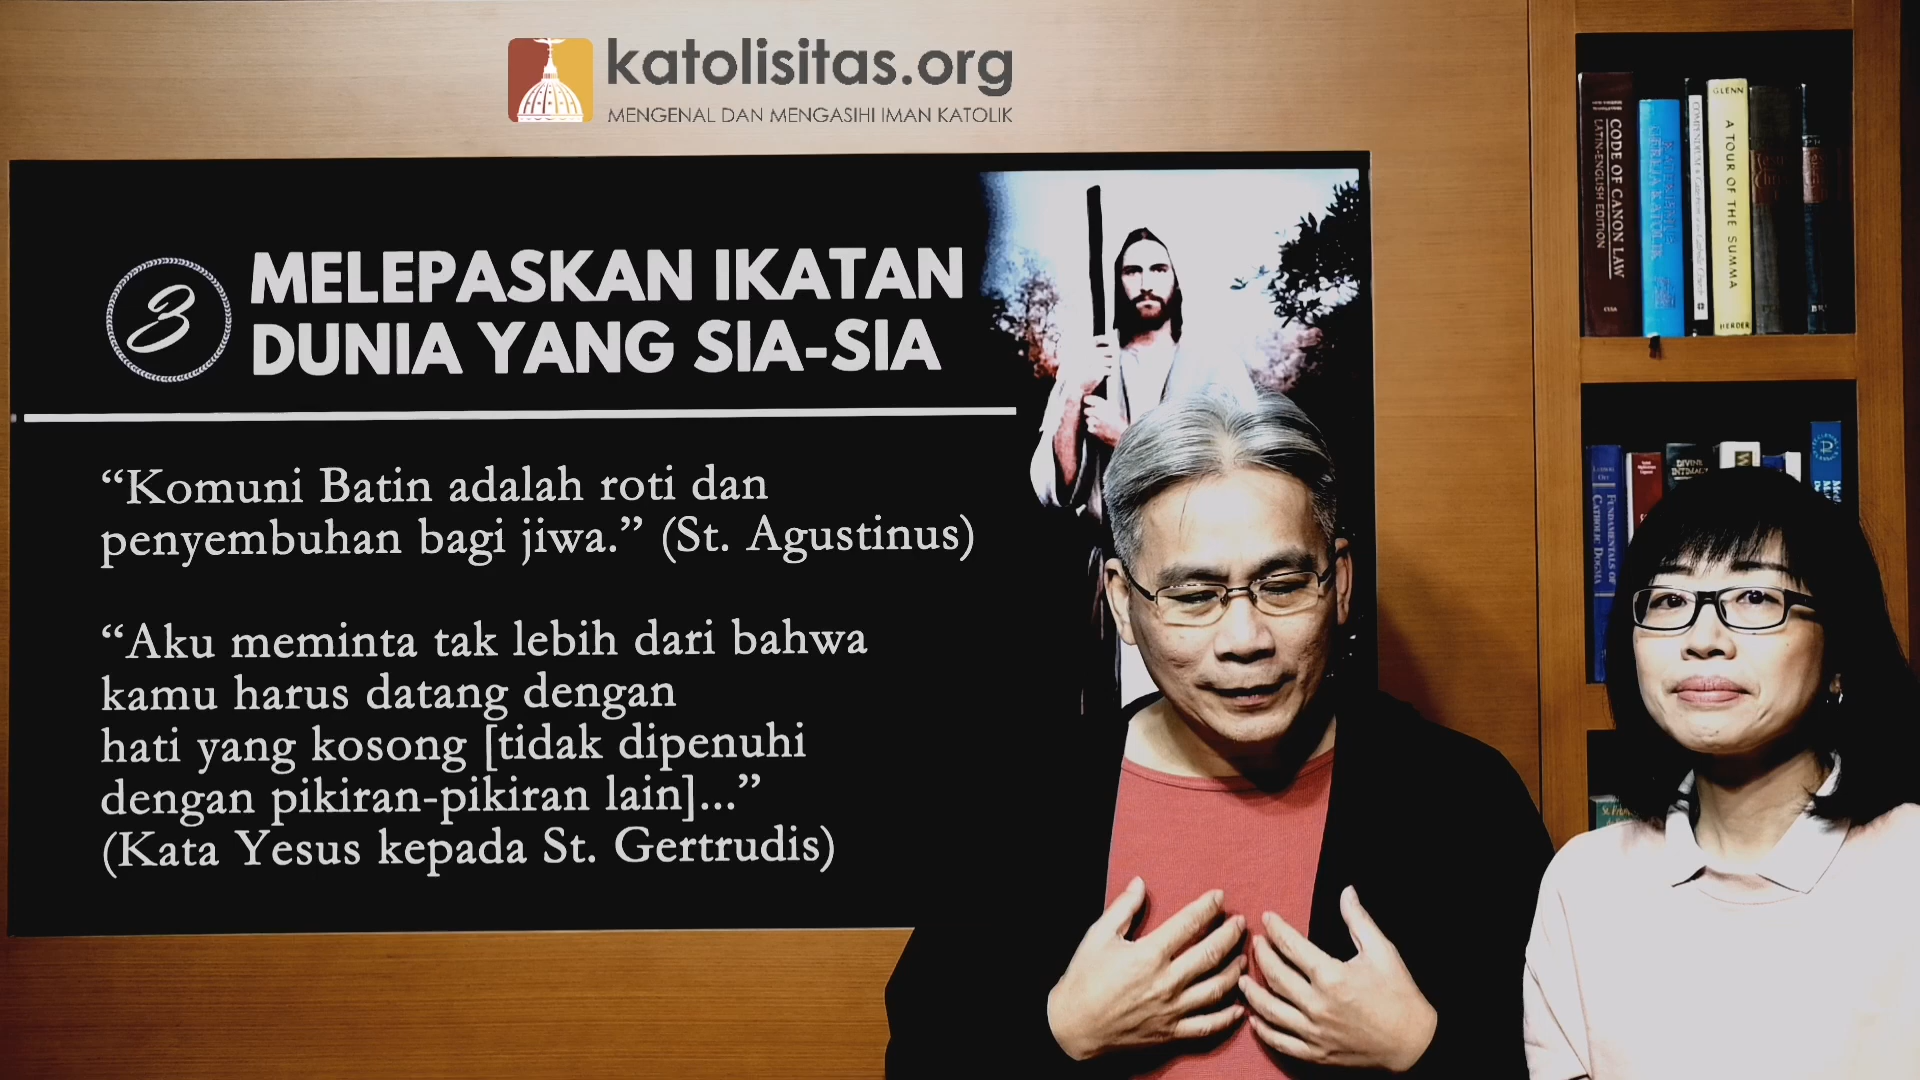 katolisitas.org
MENGENAL DAN MENGASIHI IMAN KATOLIK
3 MELEPASKAN IKATAN
DUNIA YANG SIA-SIA
“Komuni Batin adalah roti dan
penyembuhan bagi jiwa.” (St. Agustinus)
“Aku meminta tak lebih dari bahwa
kamu harus datang dengan
hati yang kosong [tidak dipenuhi
dengan pikiran-pikiran lain]...”
(Kata Yesus kepada St. Gertrudis)
CODE OF CANON LAW
LATIN-ENGLISH EDITION
KATEKISMUS
GEREJA KATOLIK
GLENN
A TOUR OF THE SUMMA
HERDER
DIVINE
INTIMACY
FUNDAMENTALS OF
CATHOLIC DOGMA